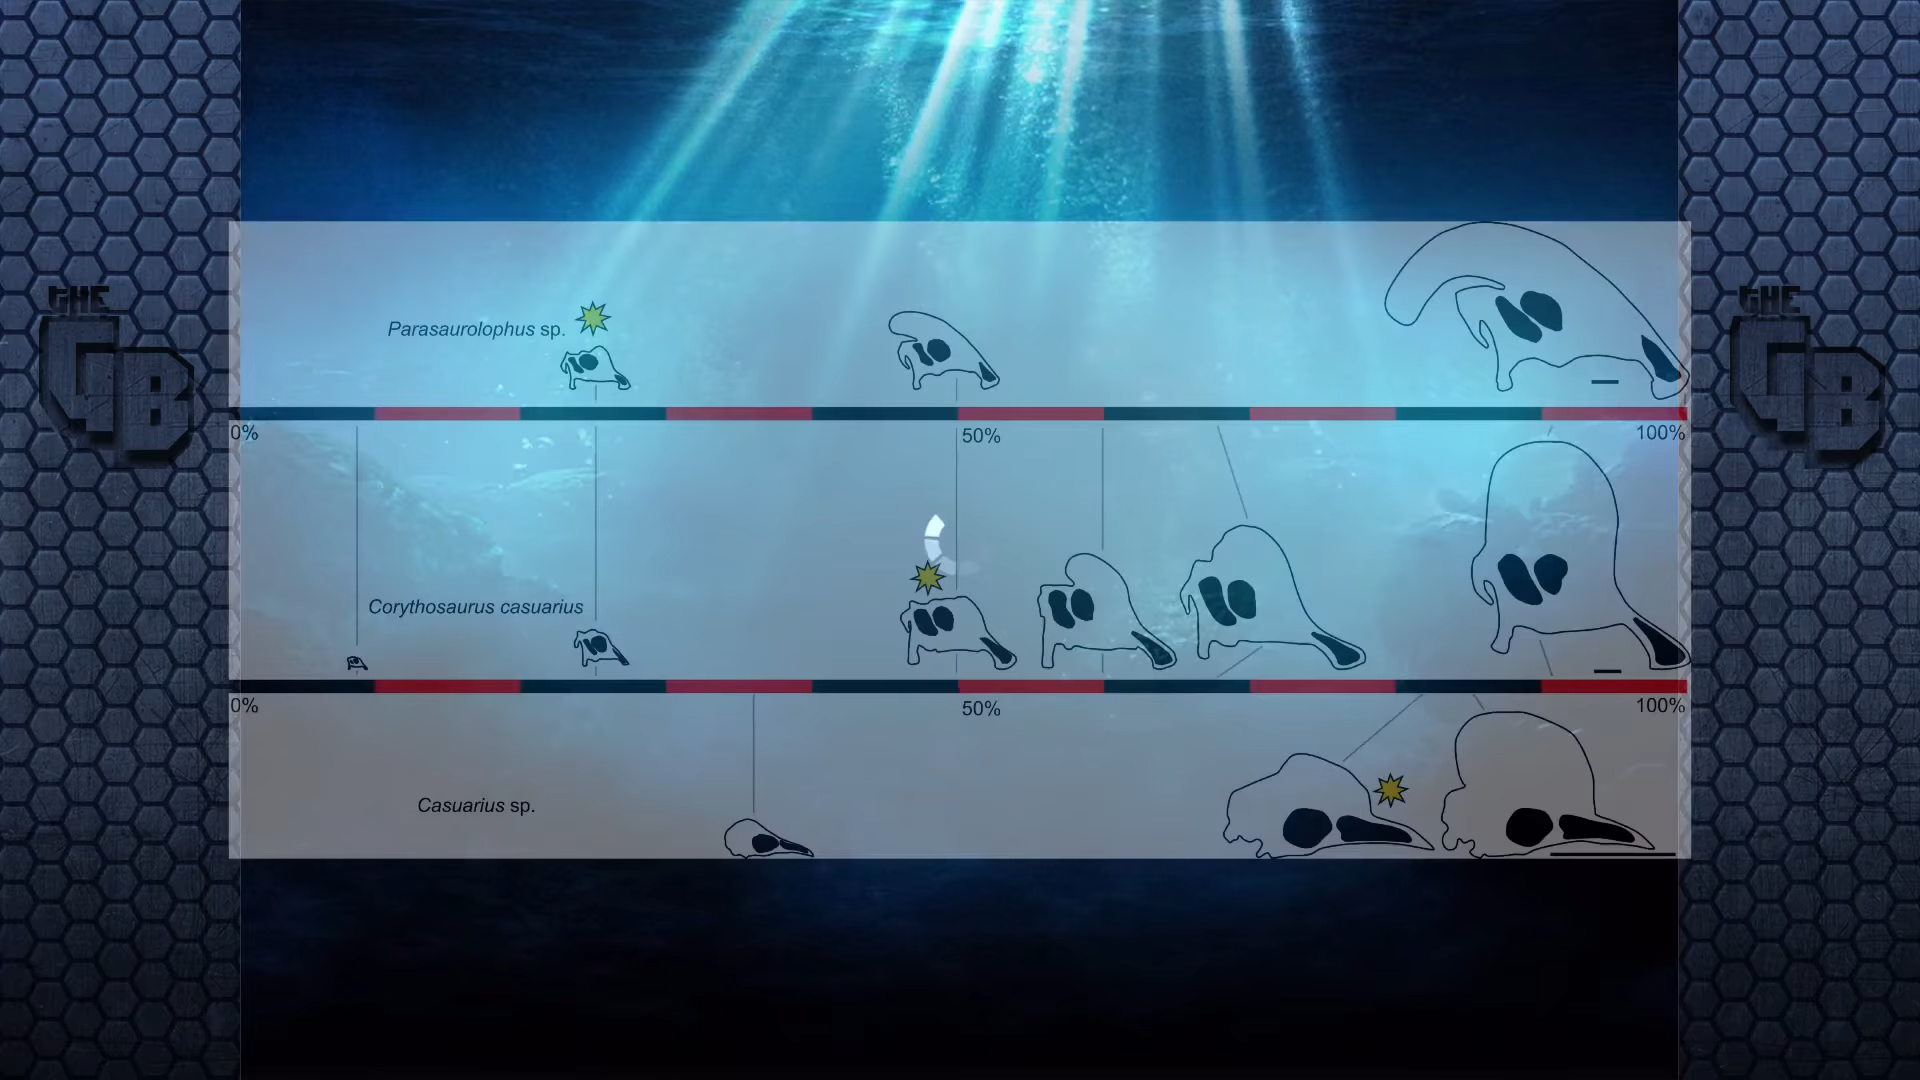 Parasaurolophus sp.
0%
50%
100%
Corythosaurus casuarius
0%
50%
100%
Casuarius sp.
THE
GB
THE
GB